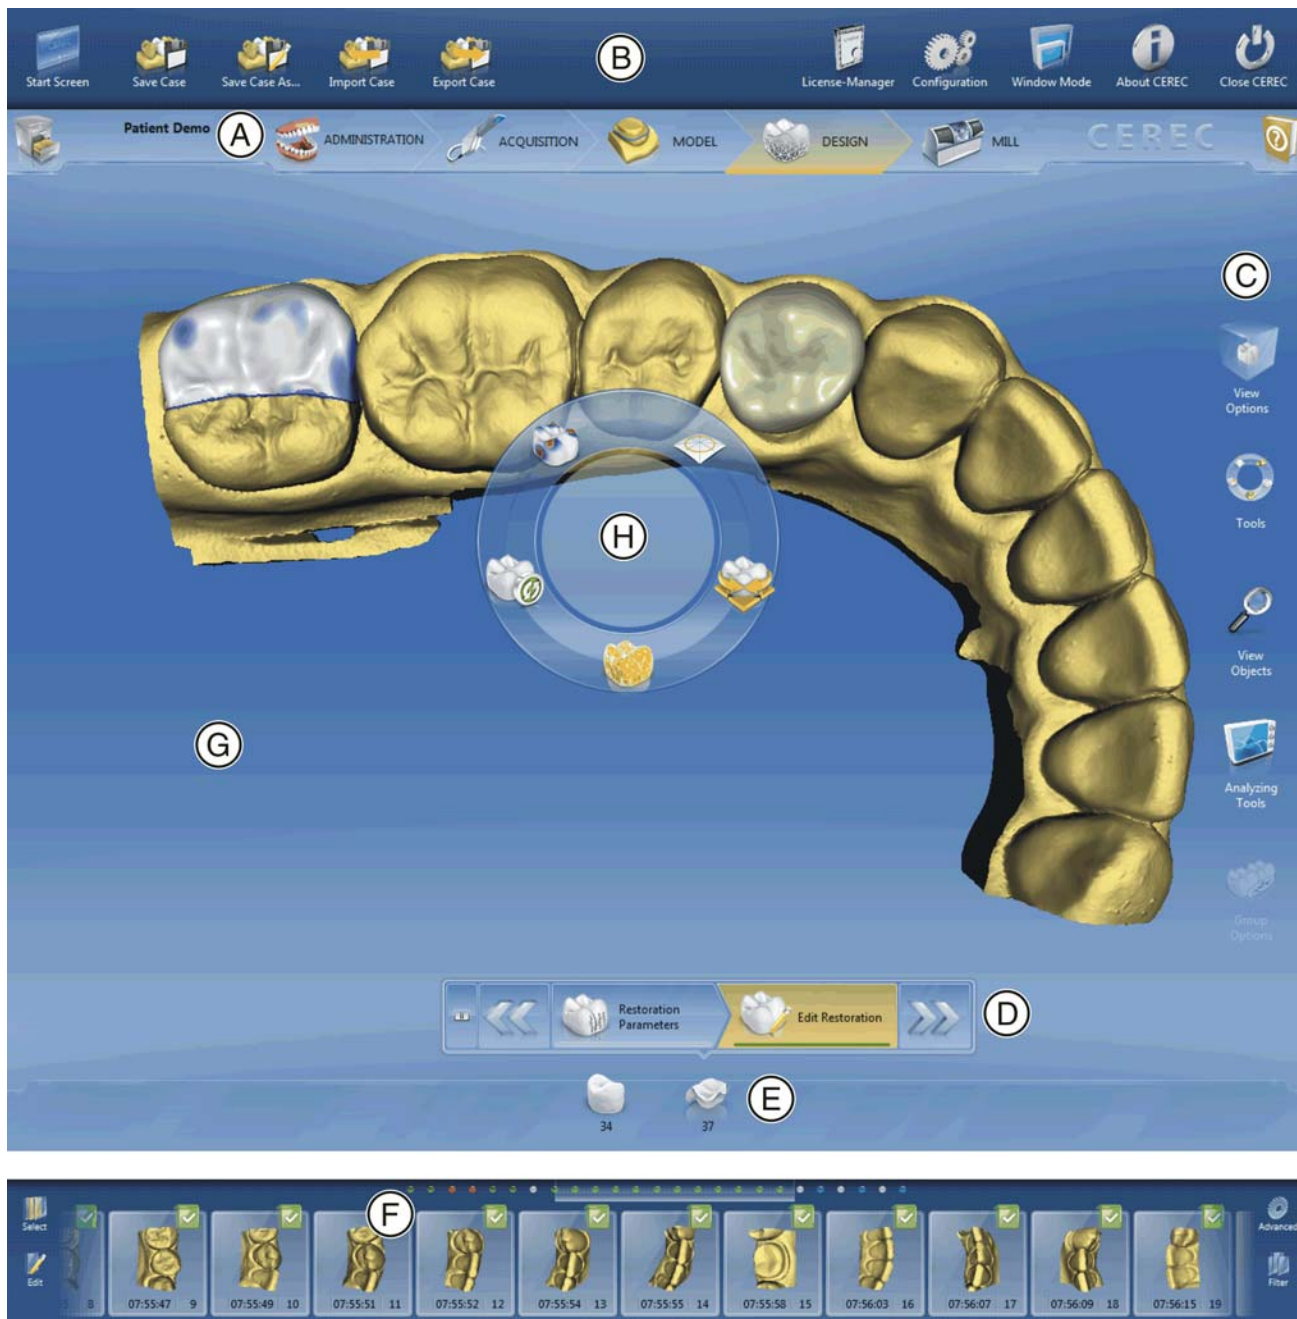 Start Screen
Save Case
Save Case As...
Import Case
Export Case
B
License-Manager
Configuration
Window Mode
About CEREC
Close CEREC
Patient Demo
A
ADMINISTRATION
ACQUISITION
MODEL
DESIGN
MILL
CEREC
?
C
View
Options
Tools
H
View
Objects
G
Analyzing
Tools
Group
Options
Restoration
Parameters
Edit Restoration
D
E
34
37
F
Select
Edit
Advanced
Filter
8
07:55:47 9
07:55:49 10
07:55:51 11
07:55:52 12
07:55:54 13
07:55:55 14
07:55:58 15
07:56:03 16
07:56:07 17
07:56:09 18
07:56:15 19